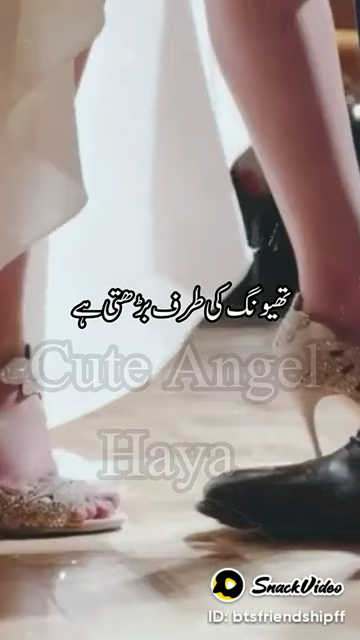 تھیونگ کی طرف بڑھتی ہے
Cute Angel
Haya
SnackVideo
ID: btsfriendshipff